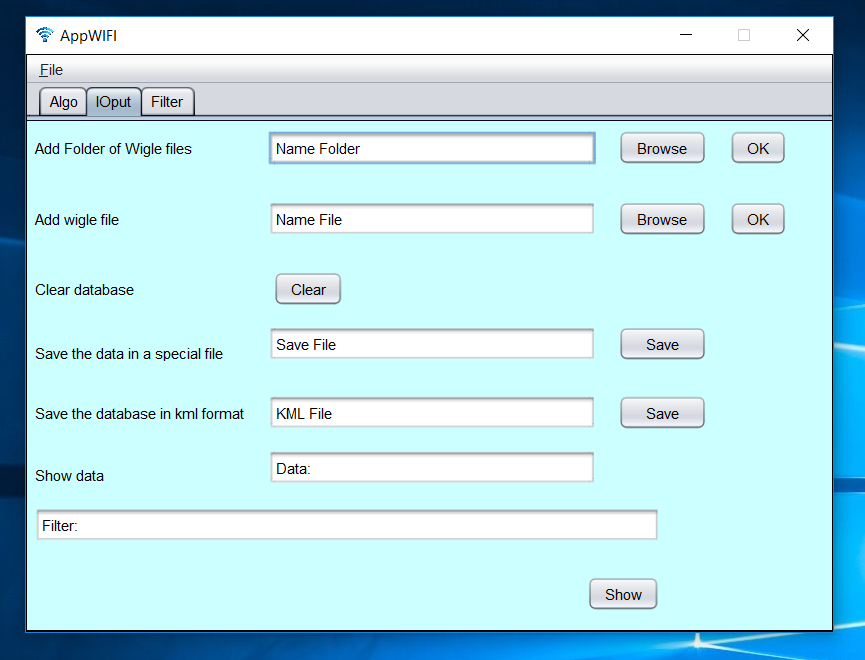 AppWIFI
File
Algo IOput Filter
Add Folder of Wigle files Name Folder Browse OK
Add wigle file Name File Browse OK
Clear database Clear
Save the data in a special file Save File Save
Save the database in kml format KML File Save
Show data Data:
Filter:
Show